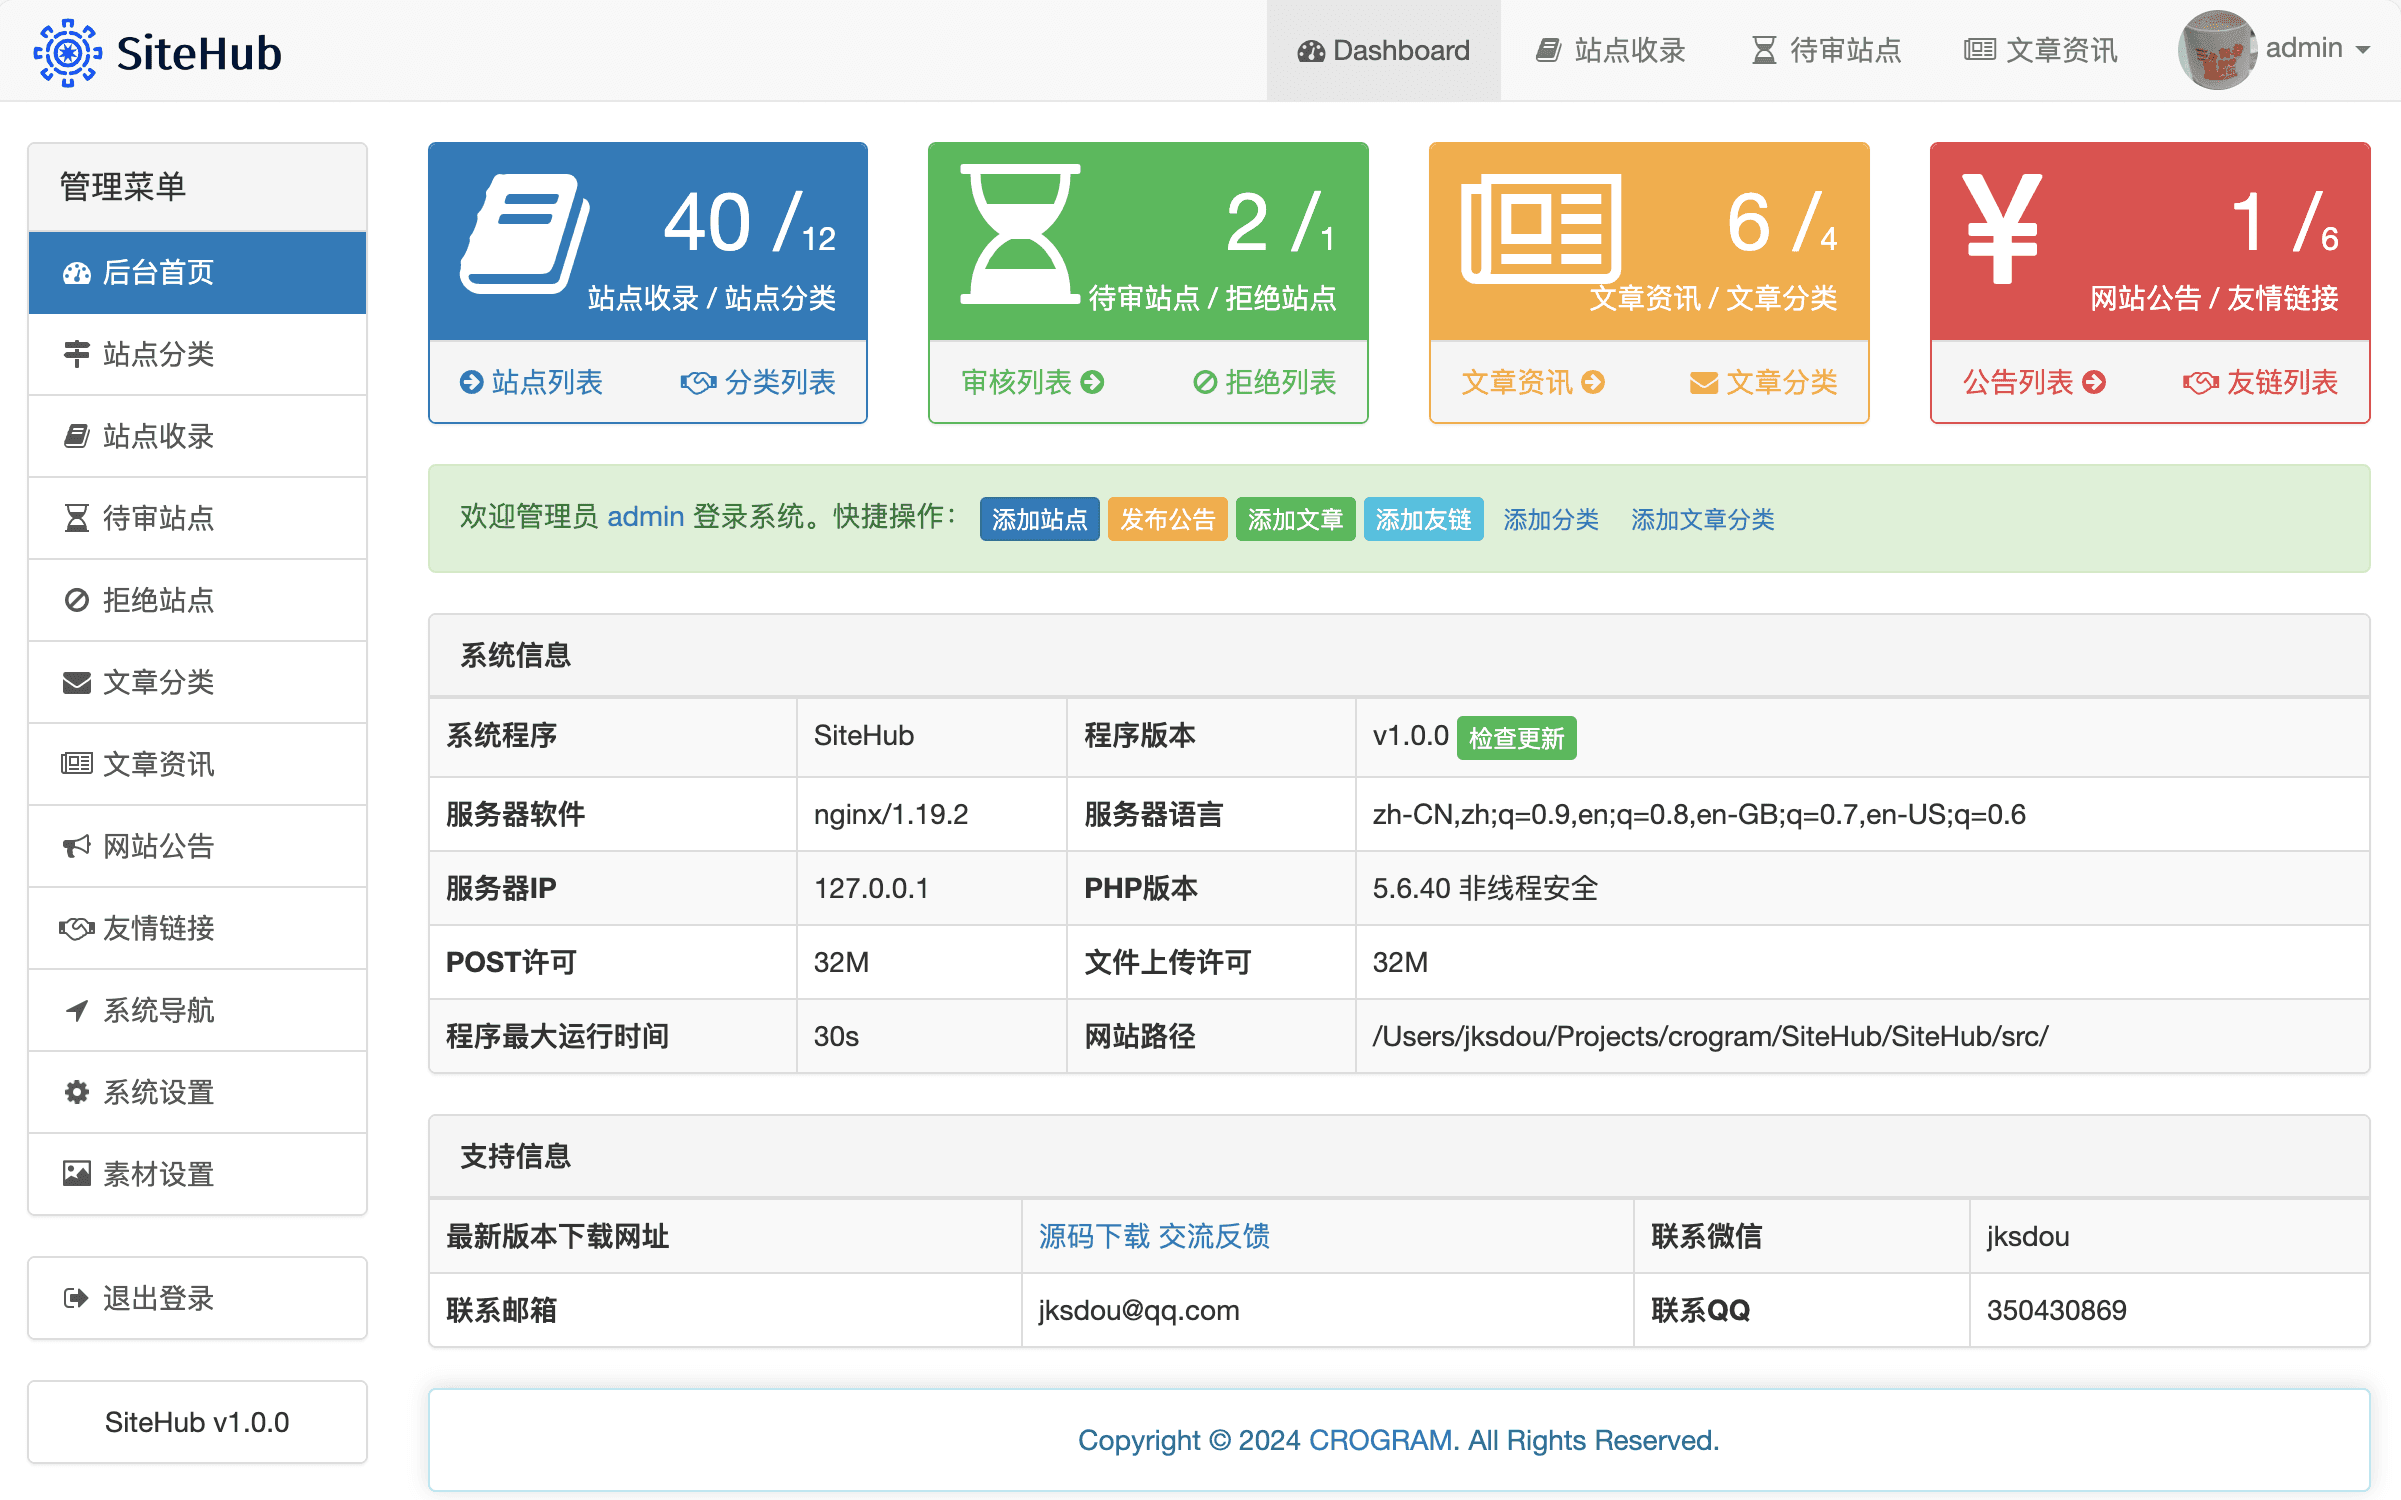 SiteHub
Dashboard
站点收录
待审站点
文章资讯
admin
管理菜单
后台首页
站点分类
站点收录
待审站点
拒绝站点
文章分类
文章资讯
网站公告
友情链接
系统导航
系统设置
素材设置
退出登录
SiteHub v1.0.0
40 /12
站点收录 / 站点分类
站点列表 分类列表
2 /1
待审站点 / 拒绝站点
审核列表 拒绝列表
6 /4
文章资讯 / 文章分类
文章资讯 文章分类
¥
1 /6
网站公告 / 友情链接
公告列表 友链列表
欢迎管理员 admin 登录系统。快捷操作： 添加站点 发布公告 添加文章 添加友链 添加分类 添加文章分类
系统信息
系统程序 SiteHub 程序版本 v1.0.0 检查更新
服务器软件 nginx/1.19.2 服务器语言 zh-CN,zh;q=0.9,en;q=0.8,en-GB;q=0.7,en-US;q=0.6
服务器IP 127.0.0.1 PHP版本 5.6.40 非线程安全
POST许可 32M 文件上传许可 32M
程序最大运行时间 30s 网站路径 /Users/jksdou/Projects/crogram/SiteHub/SiteHub/src/
支持信息
最新版本下载网址 源码下载 交流反馈 联系微信 jksdou
联系邮箱 jksdou@qq.com 联系QQ 350430869
Copyright © 2024 CROGRAM. All Rights Reserved.